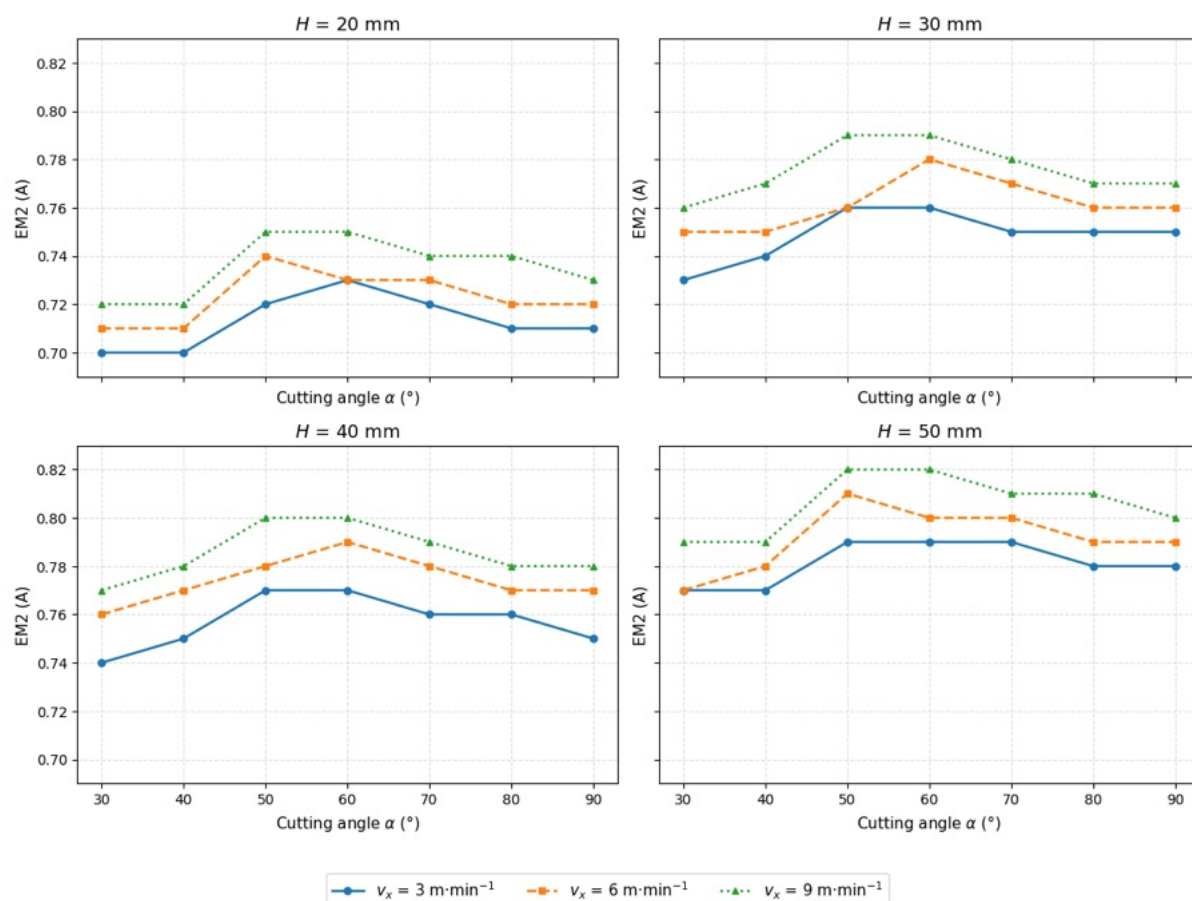 H = 20 mm
H = 30 mm
0.82
0.80
0.78
0.76
0.74
0.72
0.70
EM2 (A)
EM2 (A)
Cutting angle α (°)
Cutting angle α (°)
H = 40 mm
H = 50 mm
0.82
0.80
0.78
0.76
0.74
0.72
0.70
EM2 (A)
EM2 (A)
30 40 50 60 70 80 90
30 40 50 60 70 80 90
Cutting angle α (°)
Cutting angle α (°)
vₓ = 3 m·min⁻¹ vₓ = 6 m·min⁻¹ vₓ = 9 m·min⁻¹